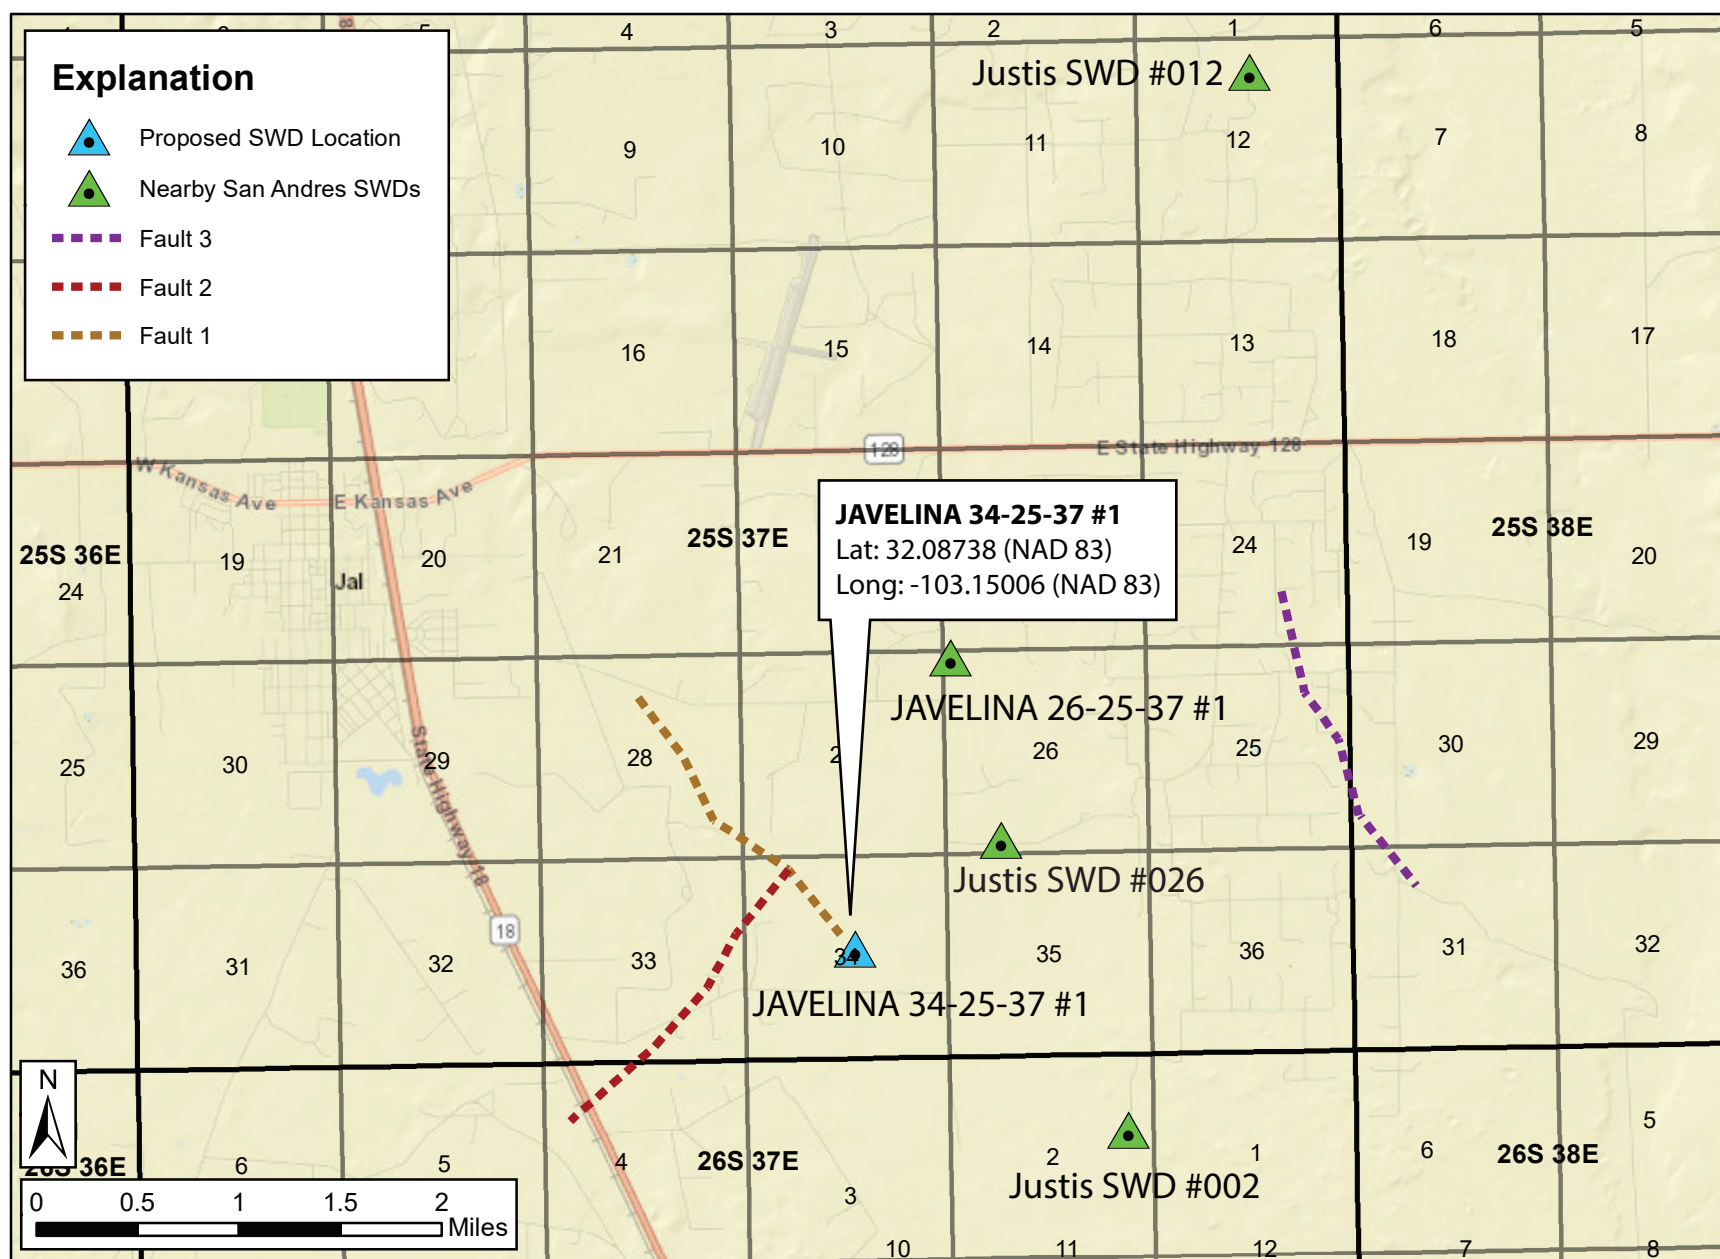 4
3
2
1
6
5
Explanation
Proposed SWD Location
Nearby San Andres SWDs
Fault 3
Fault 2
Fault 1
Justis SWD #012
9
10
11
12
7
8
16
15
14
13
18
17
128
E State Highway 128
W Kansas Ave
E Kansas Ave
JAVELINA 34-25-37 #1
Lat: 32.08738 (NAD 83)
Long: -103.15006 (NAD 83)
25S 36E
25S 37E
25S 38E
24
19
20
21
24
19
20
Jal
JAVELINA 26-25-37 #1
25
30
29
28
26
25
30
29
State Highway 18
Justis SWD #026
18
36
31
32
33
34
35
36
31
32
JAVELINA 34-25-37 #1
N
26S 36E
6
5
4
26S 37E
3
2
1
6
26S 38E
5
Justis SWD #002
0 0.5 1 1.5 2
Miles
10
11
12
7
8